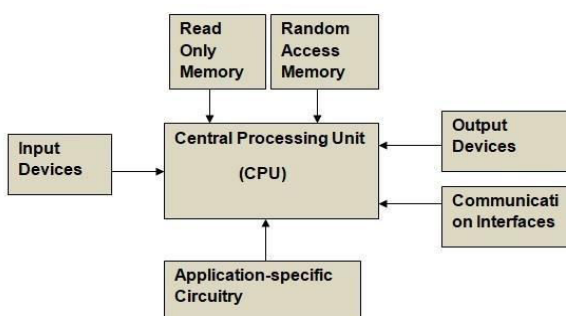 Read
Only
Memory
Random
Access
Memory
Input
Devices
Central Processing Unit
(CPU)
Output
Devices
Communicati
on Interfaces
Application-specific
Circuitry